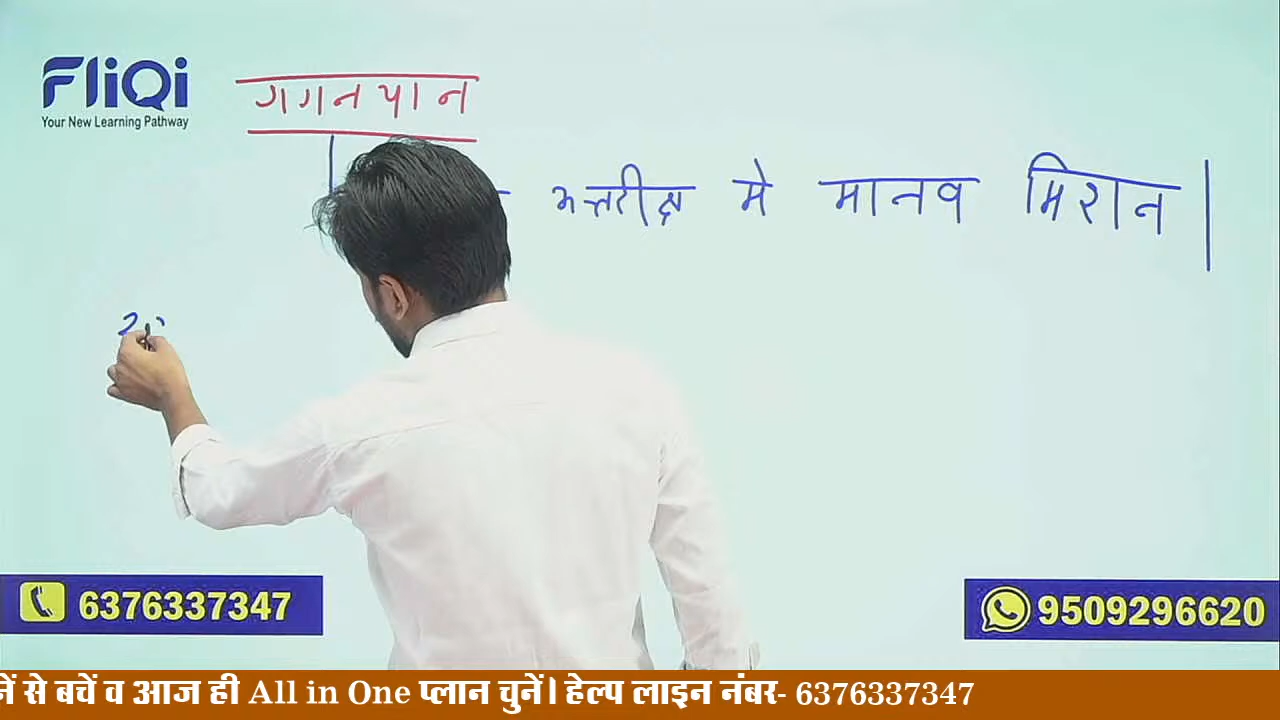 FliQi
Your New Learning Pathway
गगनयान
अन्तरीक्ष मे मानव मिशन|
6376337347
9509296620
से बचें व आज ही All in One प्लान चुनें। हेल्प लाइन नंबर- 6376337347